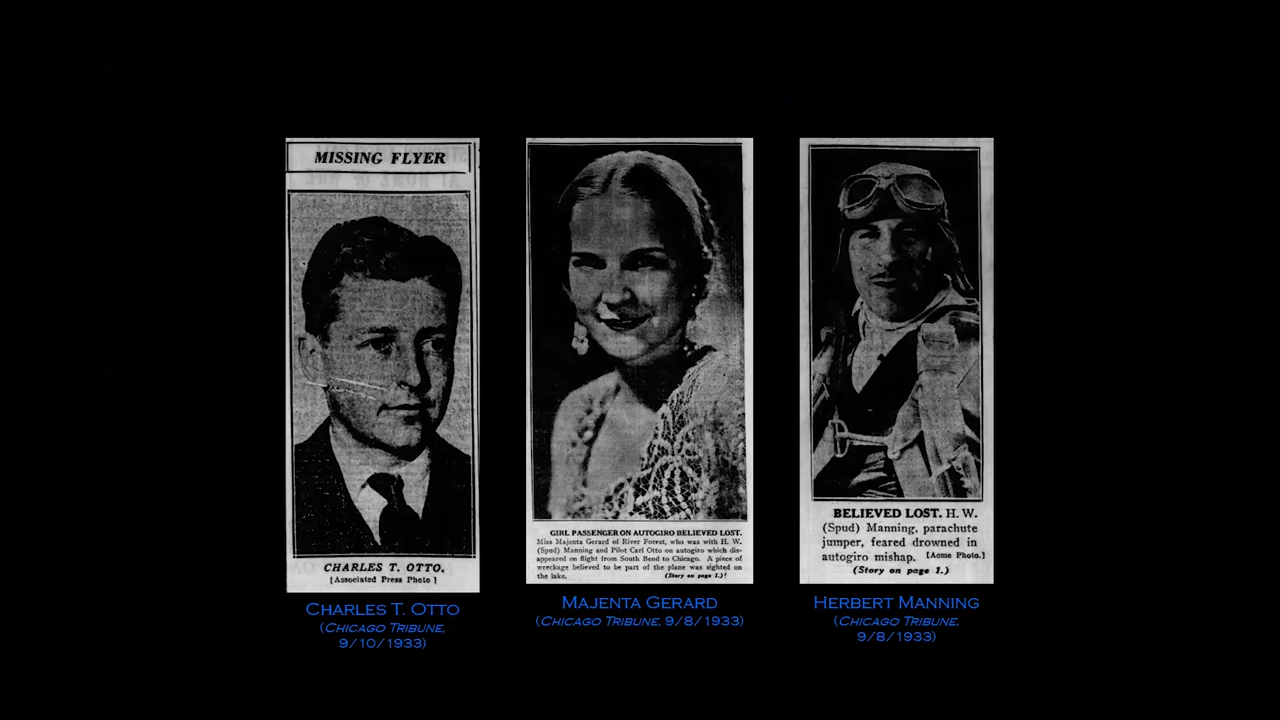 MISSING FLYER
CHARLES T. OTTO.
[Associated Press Photo]
CHARLES T. OTTO
(CHICAGO TRIBUNE,
9/10/1933)
GIRL PASSENGER ON AUTOGIRO BELIEVED LOST.
Miss Majenta Gerard of River Forest, who was with H. W.
(Spud) Manning and Pilot Carl Otto on autogiro which dis-
appeared on flight from South Bend to Chicago. A piece of
wreckage believed to be part of the plane was sighted on
the lake. (Story on page 1.)
MAJENTA GERARD
(CHICAGO TRIBUNE, 9/8/1933)
BELIEVED LOST. H. W.
(Spud) Manning, parachute
jumper, feared drowned in
autogiro mishap. [Acme Photo.]
(Story on page 1.)
HERBERT MANNING
(CHICAGO TRIBUNE,
9/8/1933)